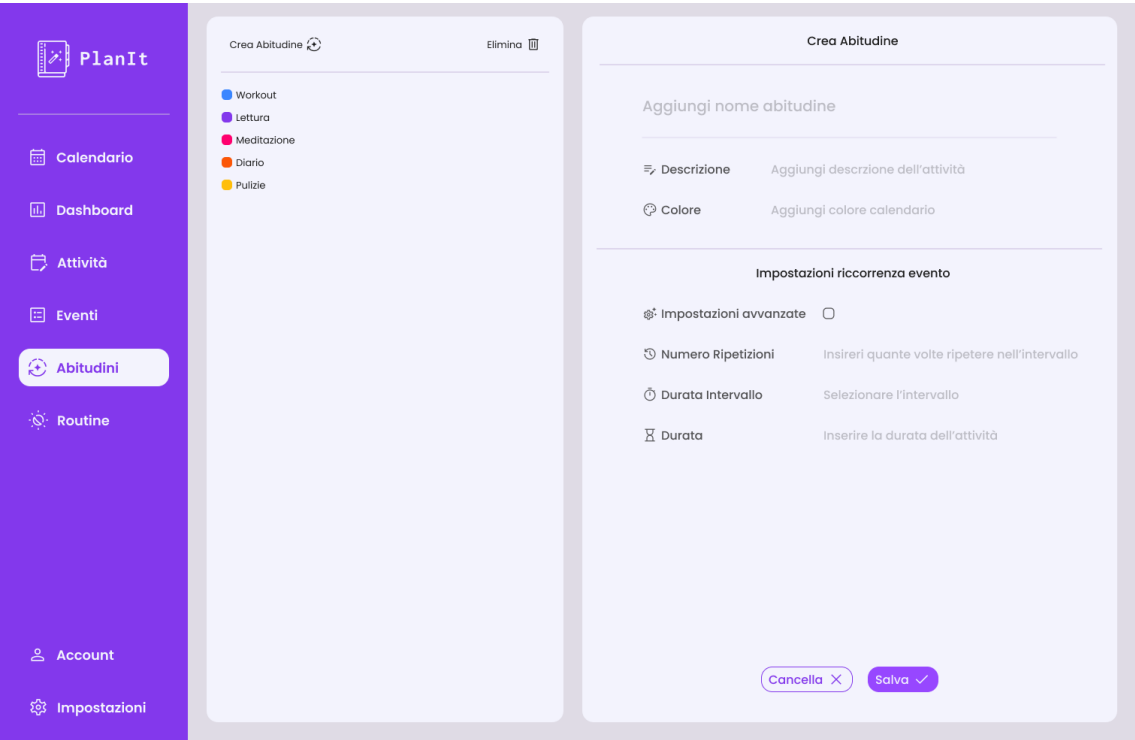 PlanIt
Calendario
Dashboard
Attività
Eventi
Abitudini
Routine
Account
Impostazioni
Crea Abitudine
Elimina
Workout
Lettura
Meditazione
Diario
Pulizie
Crea Abitudine
Aggiungi nome abitudine
Descrizione Aggiungi descrzione dell'attività
Colore Aggiungi colore calendario
Impostazioni riccorrenza evento
Impostazioni avvanzate
Numero Ripetizioni Insireri quante volte ripetere nell'intervallo
Durata Intervallo Selezionare l'intervallo
Durata Inserire la durata dell'attività
Cancella
Salva